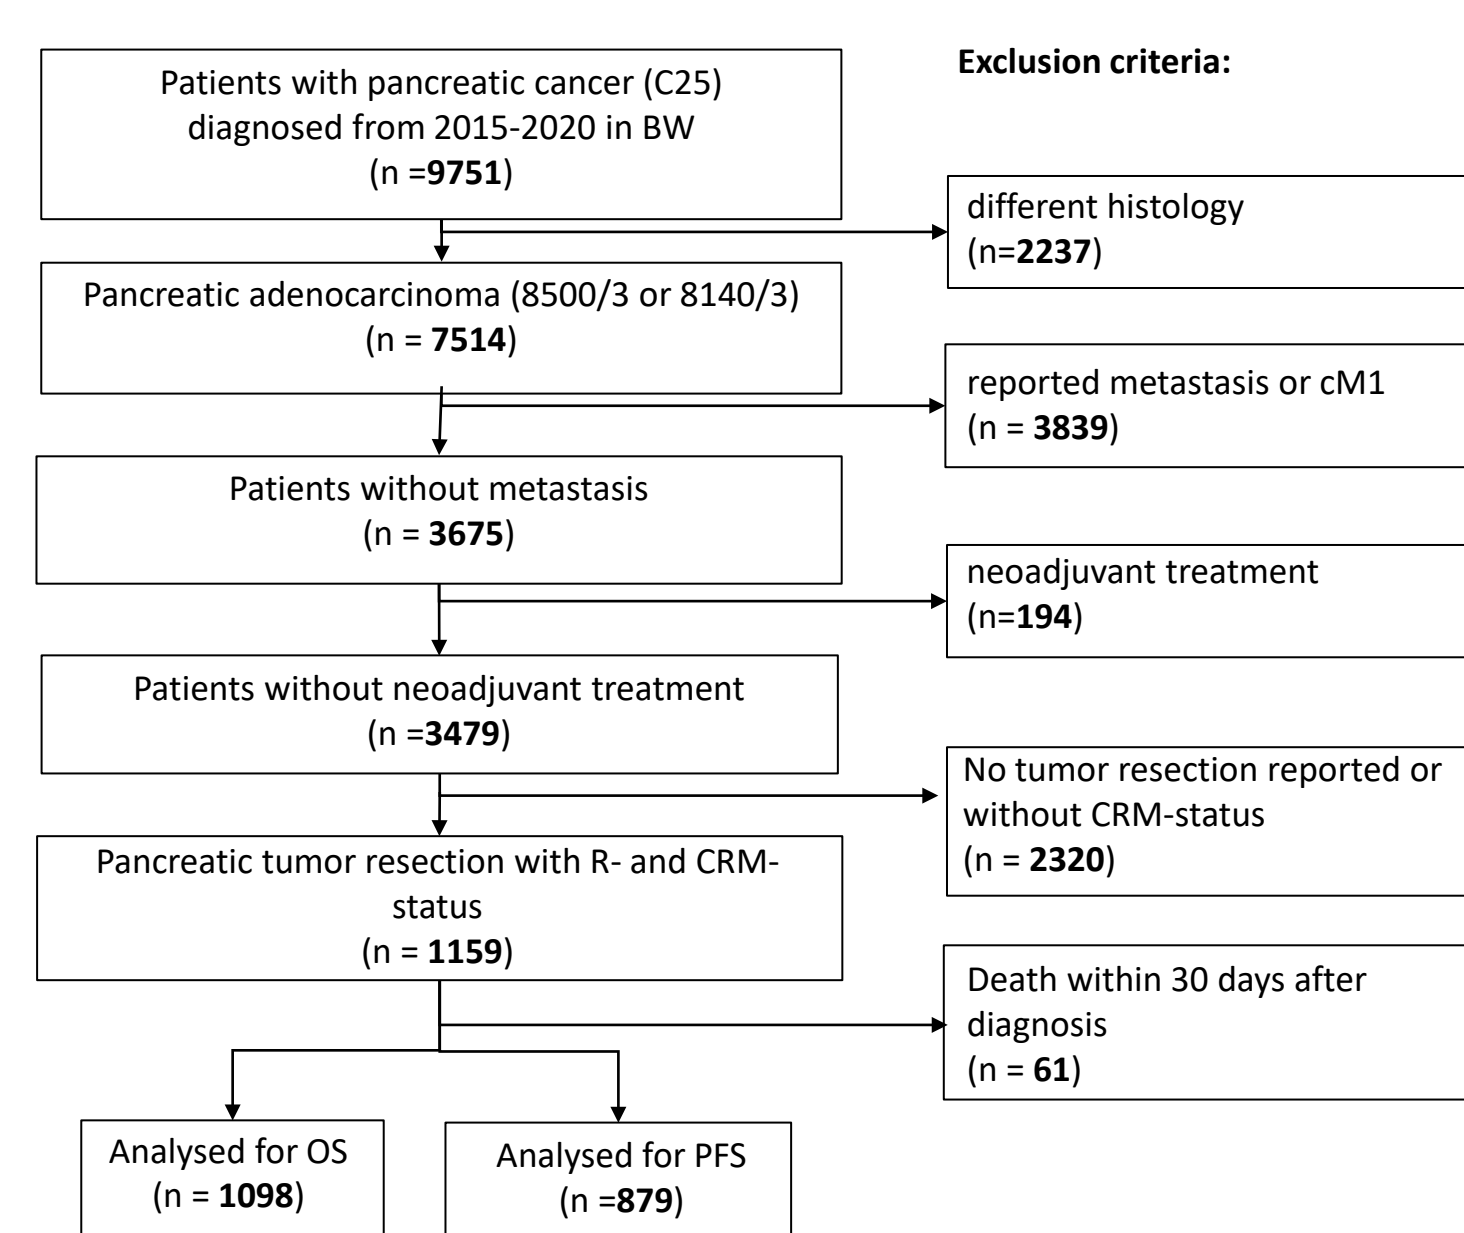 Exclusion criteria:
Patients with pancreatic cancer (C25)
diagnosed from 2015-2020 in BW
(n =9751)
different histology
(n=2237)
Pancreatic adenocarcinoma (8500/3 or 8140/3)
(n = 7514)
reported metastasis or cM1
(n = 3839)
Patients without metastasis
(n = 3675)
neoadjuvant treatment
(n=194)
Patients without neoadjuvant treatment
(n =3479)
No tumor resection reported or
without CRM-status
(n = 2320)
Pancreatic tumor resection with R- and CRM-
status
(n = 1159)
Death within 30 days after
diagnosis
(n = 61)
Analysed for OS
(n = 1098)
Analysed for PFS
(n =879)